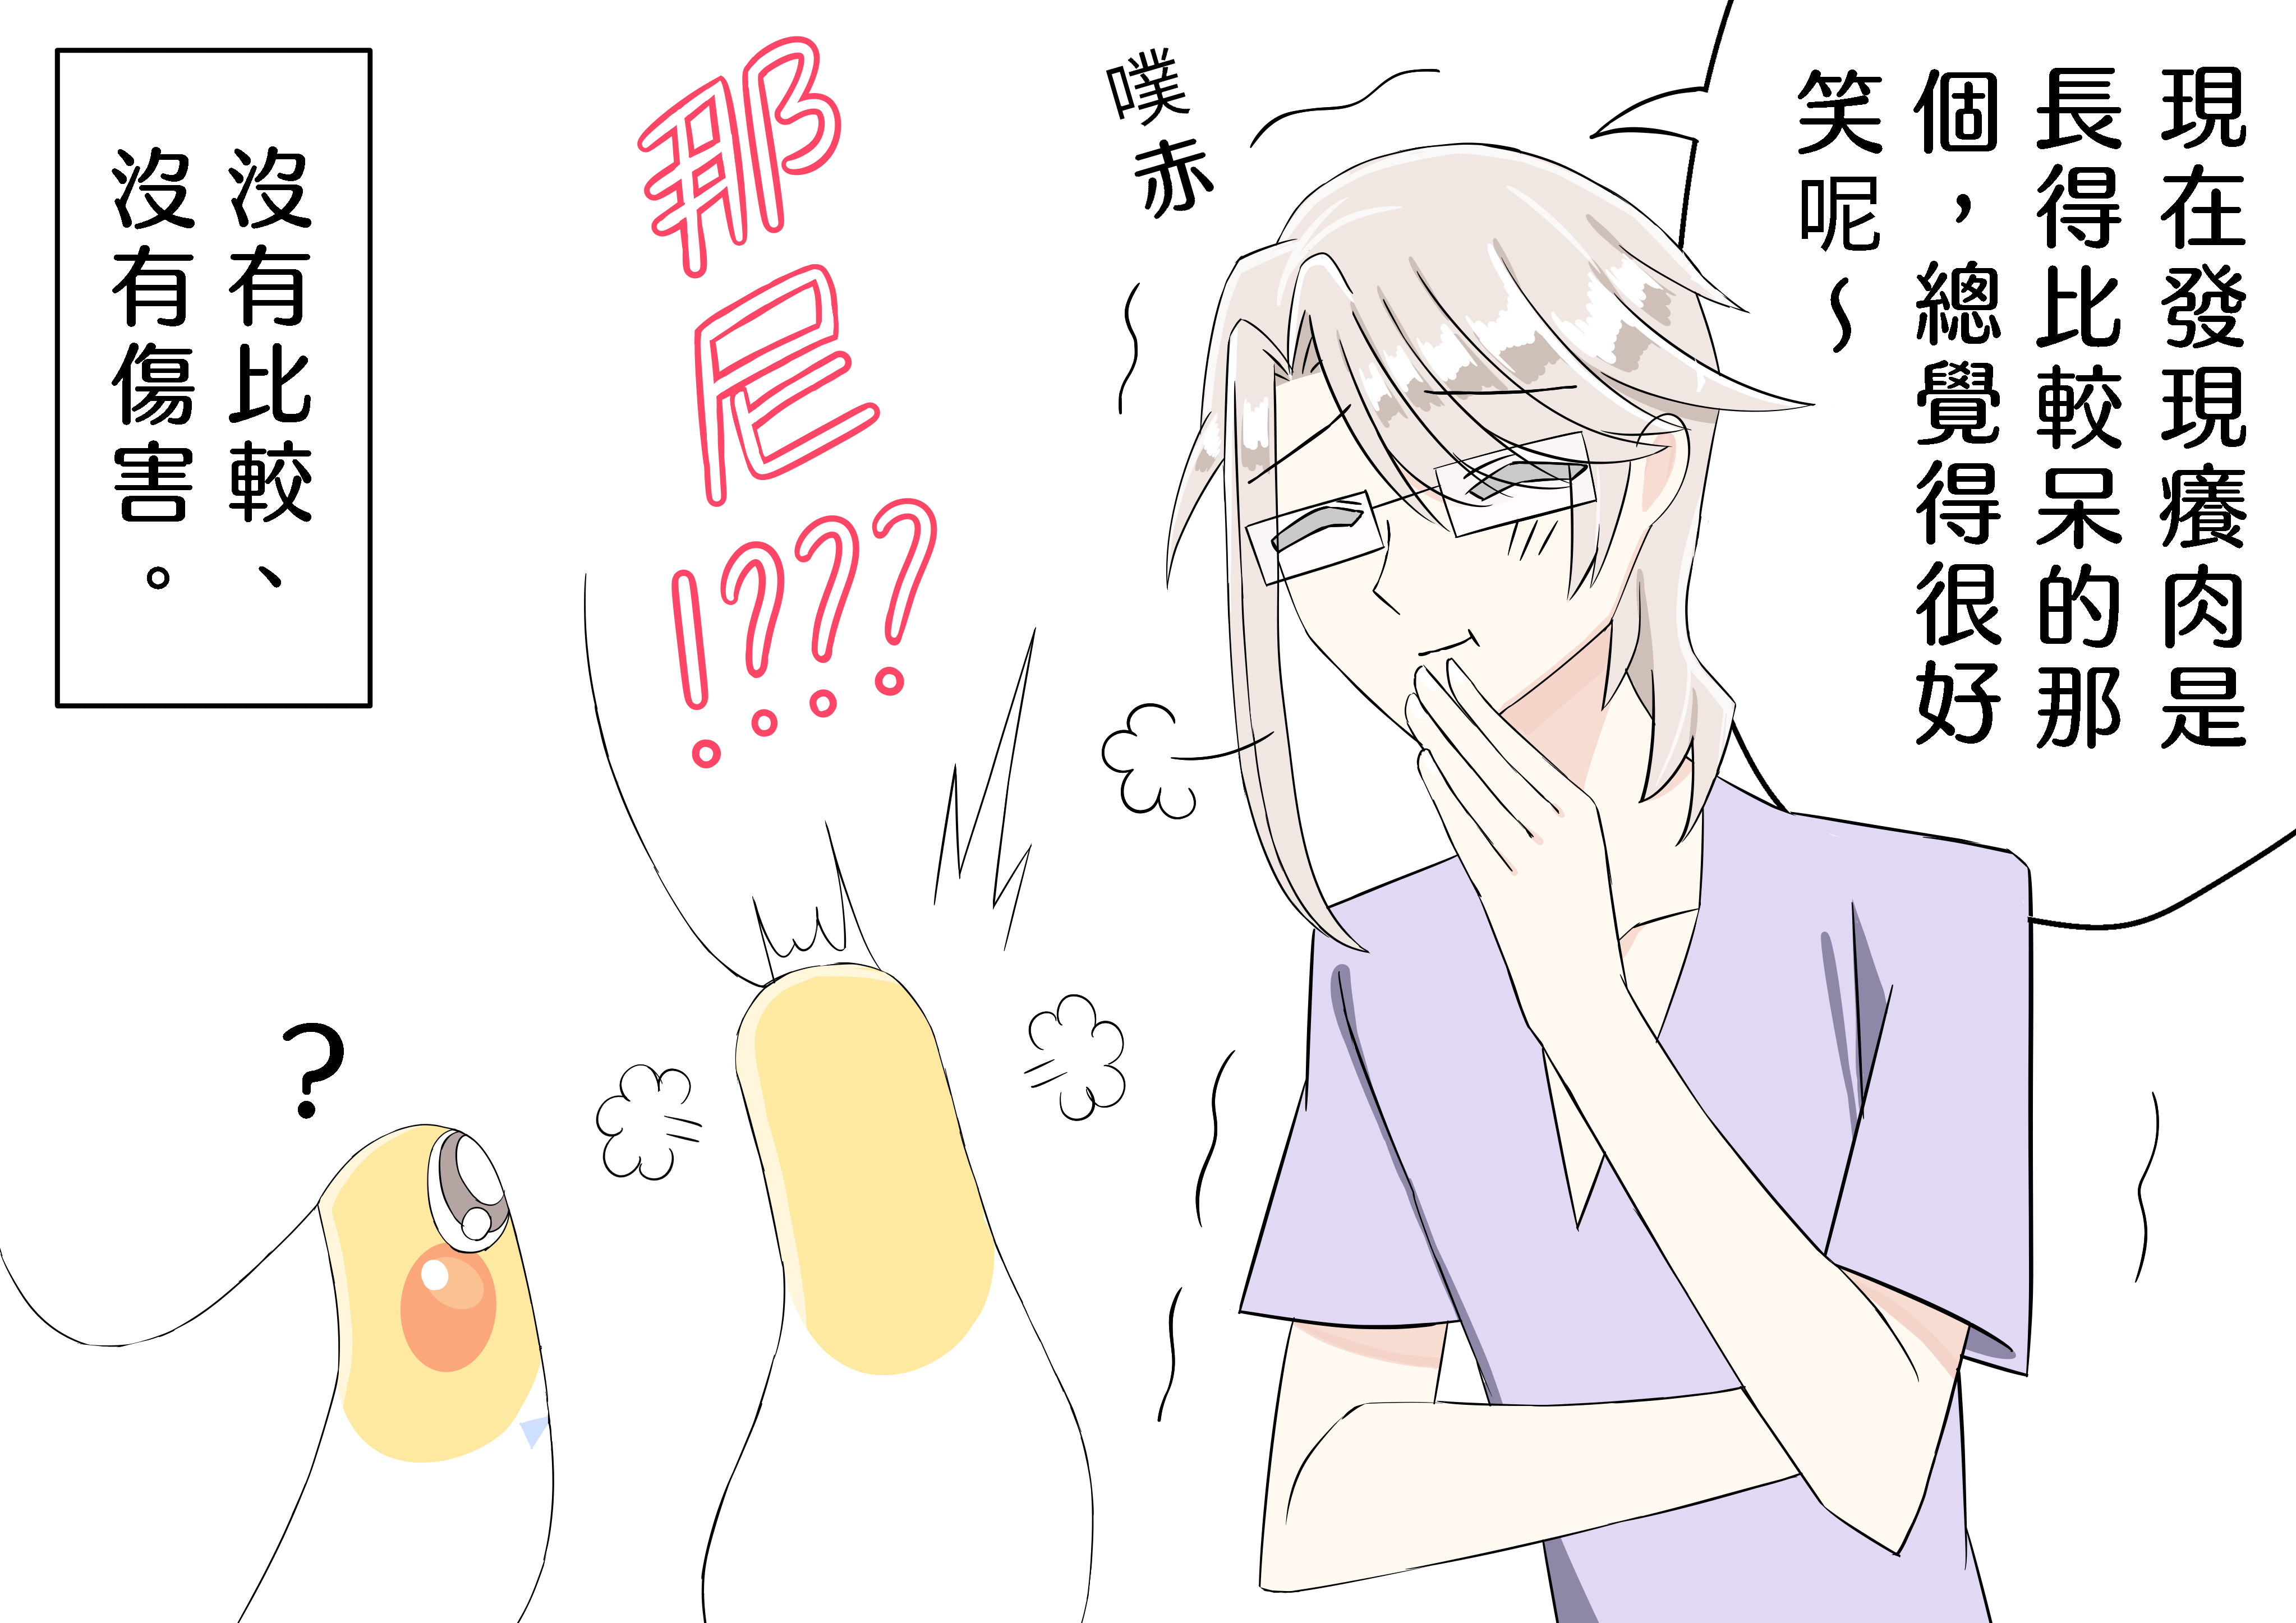 現在發現癢肉是
長得比較呆的那
個，總覺得很好
笑呢～
噗赤
那尼
!???
?
沒有比較、
沒有傷害。